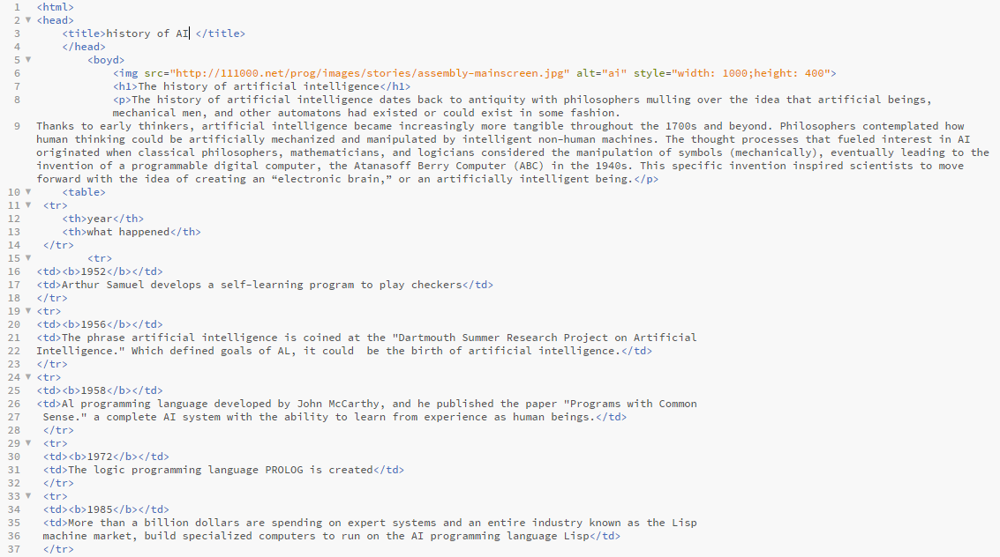 1 <html>
2 <head>
3 <title>history of AI </title>
4 </head>
5 <boyd>
6 <img src="http://111000.net/prog/images/stories/assembly-mainscreen.jpg" alt="ai" style="width: 1000;height: 400">
7 <h1>The history of artificial intelligence</h1>
8 <p>The history of artificial intelligence dates back to antiquity with philosophers mulling over the idea that artificial beings,
mechanical men, and other automatons had existed or could exist in some fashion.
9 Thanks to early thinkers, artificial intelligence became increasingly more tangible throughout the 1700s and beyond. Philosophers contemplated how
human thinking could be artificially mechanized and manipulated by intelligent non-human machines. The thought processes that fueled interest in AI
originated when classical philosophers, mathematicians, and logicians considered the manipulation of symbols (mechanically), eventually leading to the
invention of a programmable digital computer, the Atanasoff Berry Computer (ABC) in the 1940s. This specific invention inspired scientists to move
forward with the idea of creating an “electronic brain,” or an artificially intelligent being.</p>
10 <table>
11 <tr>
12 <th>year</th>
13 <th>what happened</th>
14 </tr>
15 <tr>
16 <td><b>1952</b></td>
17 <td>Arthur Samuel develops a self-learning program to play checkers</td>
18 </tr>
19 <tr>
20 <td><b>1956</b></td>
21 <td>The phrase artificial intelligence is coined at the "Dartmouth Summer Research Project on Artificial
22 Intelligence." Which defined goals of AL, it could  be the birth of artificial intelligence.</td>
23 </tr>
24 <tr>
25 <td><b>1958</b></td>
26 <td>Al programming language developed by John McCarthy, and he published the paper "Programs with Common
27 Sense." a complete AI system with the ability to learn from experience as human beings.</td>
28 </tr>
29 <tr>
30 <td><b>1972</b></td>
31 <td>The logic programming language PROLOG is created</td>
32 </tr>
33 <tr>
34 <td><b>1985</b></td>
35 <td>More than a billion dollars are spending on expert systems and an entire industry known as the Lisp
36 machine market, build specialized computers to run on the AI programming language Lisp</td>
37 </tr>